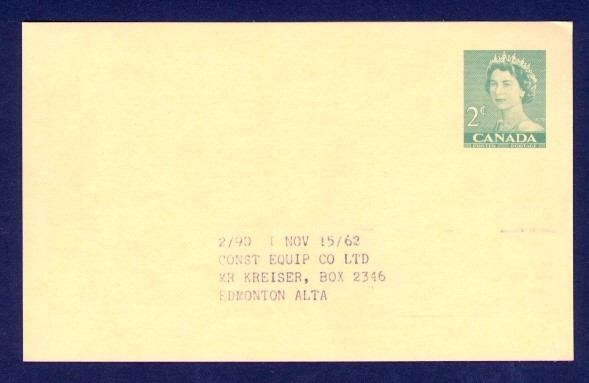 2¢
CANADA
POSTES POSTAGE
2/90 T NOV 15/62
CONST EQUIP CO LTD
MR KREISER, BOX 2346
EDMONTON ALTA